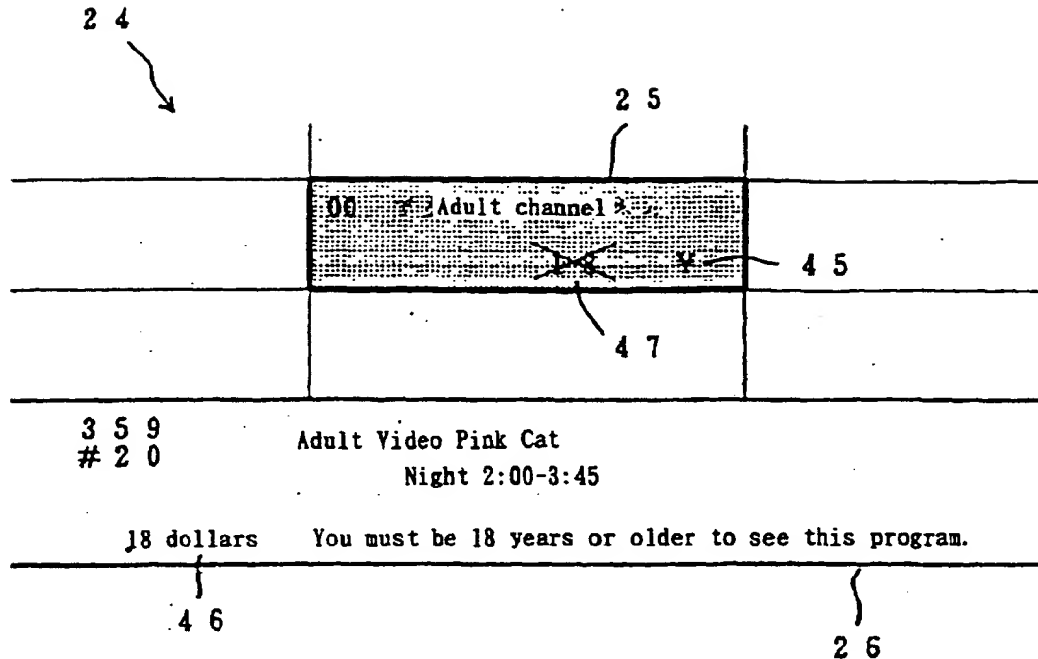 2 4
2 5
00 Adult channel
1-8 ¥ 4 5
4 7
3 5 9
# 2 0
Adult Video Pink Cat
Night 2:00-3:45
18 dollars You must be 18 years or older to see this program.
4 6
2 6